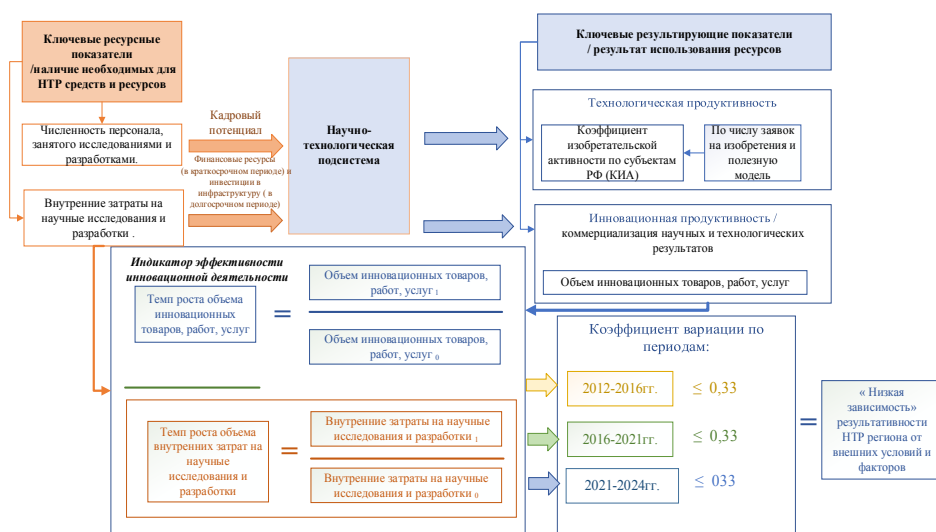 Ключевые ресурсные
показатели
/наличие необходимых для
НТР средств и ресурсов
Численность персонала,
занятого исследованиями и
разработками.
Внутренние затраты на
научные исследования и
разработки .
Кадровый
потенциал
Финансовые ресурсы
(в краткосрочном периоде) и
инвестиции в
инфраструктуру ( в
долгосрочном периоде)
Научно-
технологическая
подсистема
Ключевые результирующие показатели
/ результат использования ресурсов
Технологическая продуктивность
Коэффициент
изобретательской
активности по субъектам
РФ (КИА)
По числу заявок
на изобретения и
полезную
модель
Инновационная продуктивность /
коммерциализация научных и технологических
результатов
Объем инновационных товаров, работ, услуг
Индикатор эффективности
инновационной деятельности
Темп роста объема
инновационных
товаров, работ, услуг
=
Объем инновационных товаров,
работ, услуг 1
Объем инновационных товаров,
работ, услуг 0
Темп роста объема
внутренних затрат на
научные
исследования и
разработки
=
Внутренние затраты на научные
исследования и разработки 1
Внутренние затраты на научные
исследования и разработки 0
Коэффициент вариации по
периодам:
2012-2016гг. ≤ 0,33
2016-2021гг. ≤ 0,33
2021-2024гг. ≤ 033
=
« Низкая
зависимость»
результативности
НТР региона от
внешних условий и
факторов